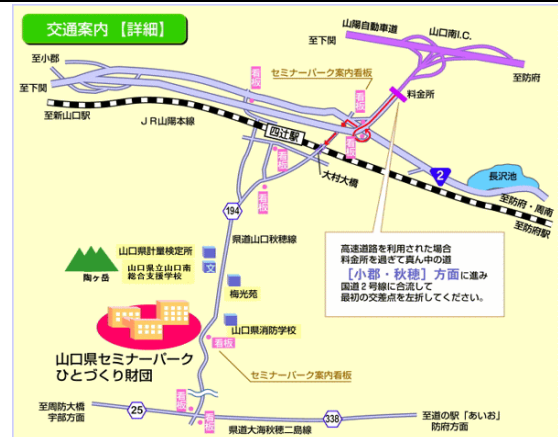 交通案内【詳細】
山陽自動車道
山口南I.C.
至下関
至防府
至小郡
至下関
看板
セミナーパーク案内看板
看板
料金所
至新山口駅
JR山陽本線
四辻駅
看板
看板
大村大橋
2
長沢池
至防府・周南
至防府駅
看板
194
県道山口秋穂線
高速道路を利用された場合
料金所を過ぎて真ん中の道
[小郡・秋穂]方面に進み
国道2号線に合流して
最初の交差点を左折してください。
陶ヶ岳
山口県計量検定所
山口県立山口南
総合支援学校
文
梅光苑
山口県消防学校
看板
山口県セミナーパーク
ひとづくり財団
セミナーパーク案内看板
看板
看板
至周防大橋
宇部方面
25
県道大海秋穂二島線
338
至道の駅「あいお」
防府方面